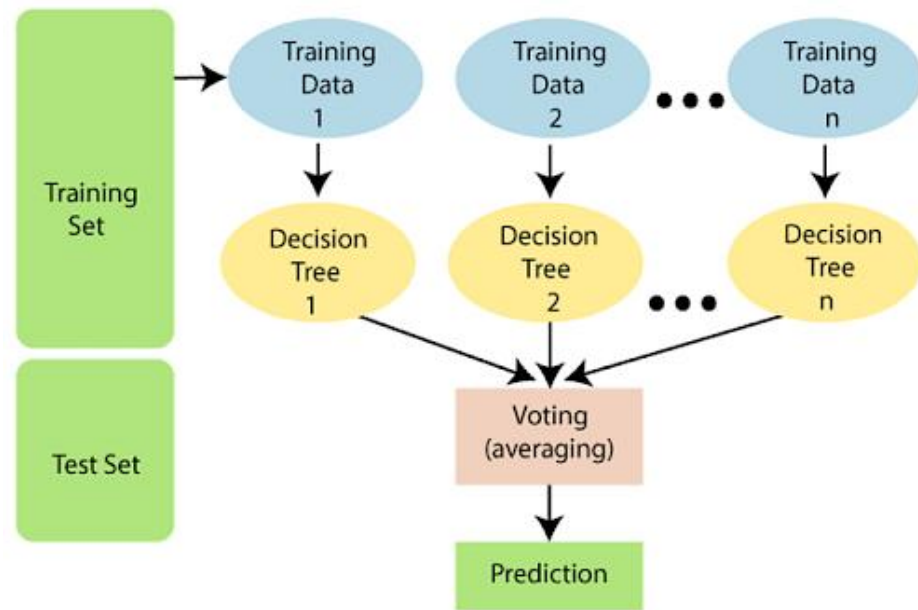 Training
Set
Test Set
Training
Data
1
Training
Data
2
Training
Data
n
Decision
Tree
1
Decision
Tree
2
Decision
Tree
n
Voting
(averaging)
Prediction